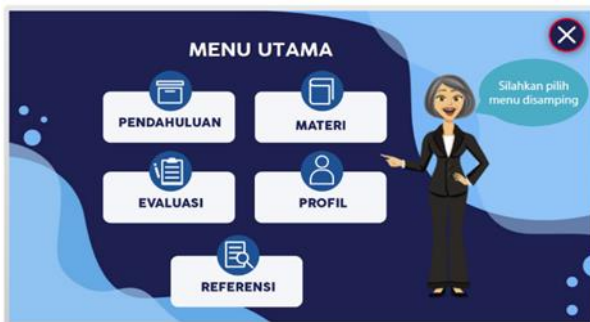 MENU UTAMA
PENDAHULUAN
MATERI
EVALUASI
PROFIL
REFERENSI
Silahkan pilih
menu disamping